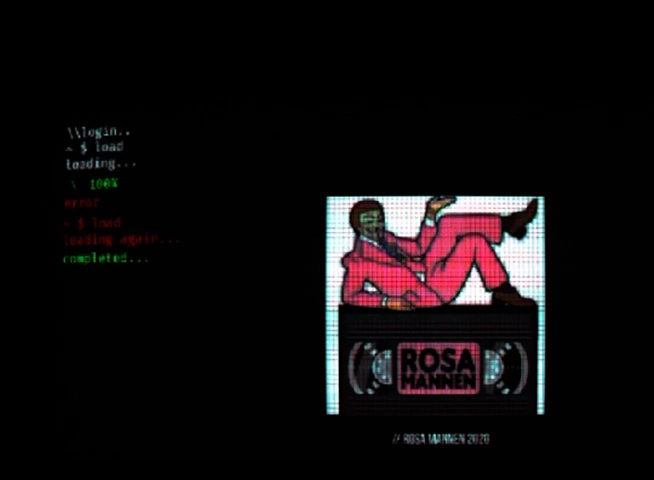 \\login..
~ $ load
loading...
\ 100%
error
~ $ load
loading again...
completed...
ROSA
MANNEN
// ROSA MANNEN 2020